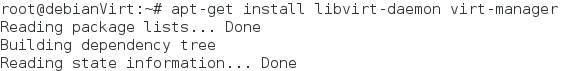 root@debianVirt:~# apt-get install libvirt-daemon virt-manager
Reading package lists... Done
Building dependency tree
Reading state information... Done